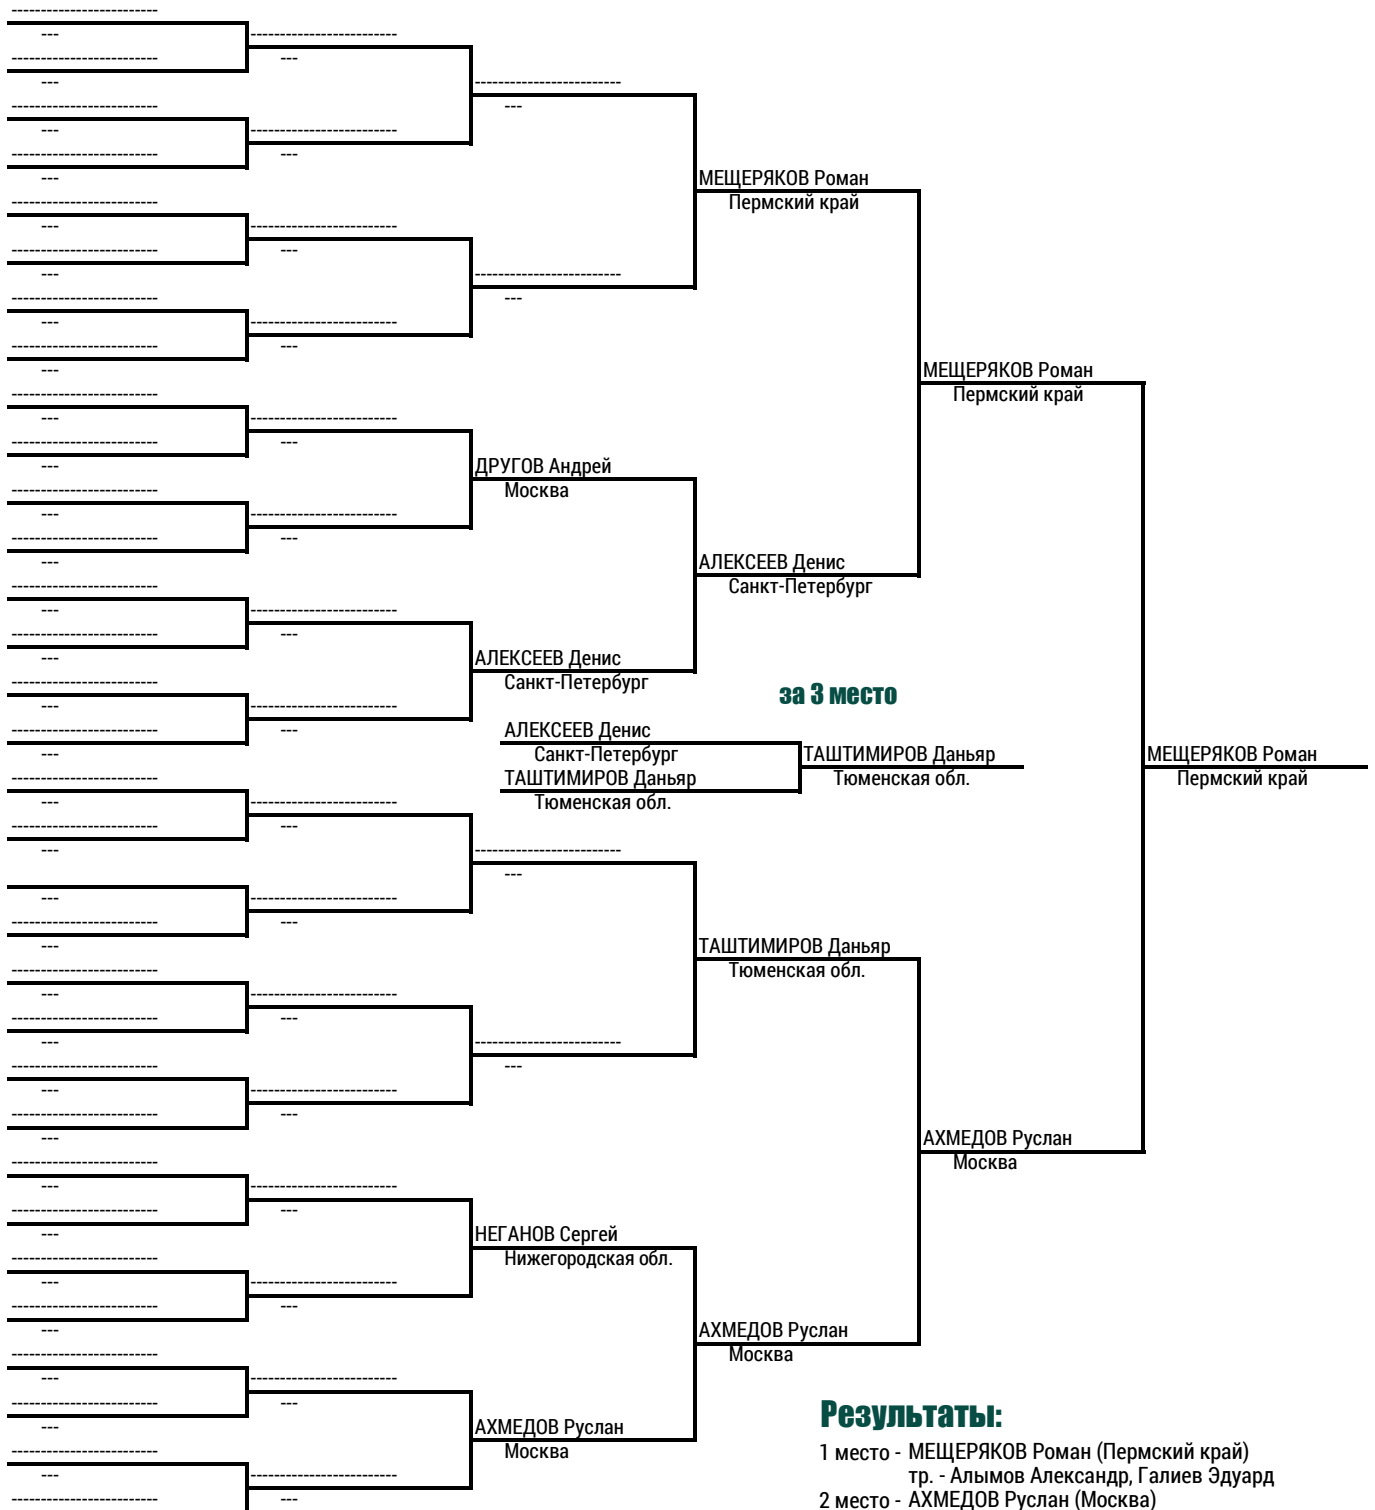 МЕЩЕРЯКОВ Роман
Пермский край
МЕЩЕРЯКОВ Роман
Пермский край
ДРУГОВ Андрей
Москва
АЛЕКСЕЕВ Денис
Санкт-Петербург
АЛЕКСЕЕВ Денис
Санкт-Петербург
за 3 место
АЛЕКСЕЕВ Денис
Санкт-Петербург
ТАШТИМИРОВ Даньяр
Тюменская обл.
ТАШТИМИРОВ Даньяр
Тюменская обл.
МЕЩЕРЯКОВ Роман
Пермский край
ТАШТИМИРОВ Даньяр
Тюменская обл.
АХМЕДОВ Руслан
Москва
НЕГАНОВ Сергей
Нижегородская обл.
АХМЕДОВ Руслан
Москва
АХМЕДОВ Руслан
Москва
Результаты:
1 место - МЕЩЕРЯКОВ Роман (Пермский край)
тр. - Алымов Александр, Галиев Эдуард
2 место - АХМЕДОВ Руслан (Москва)